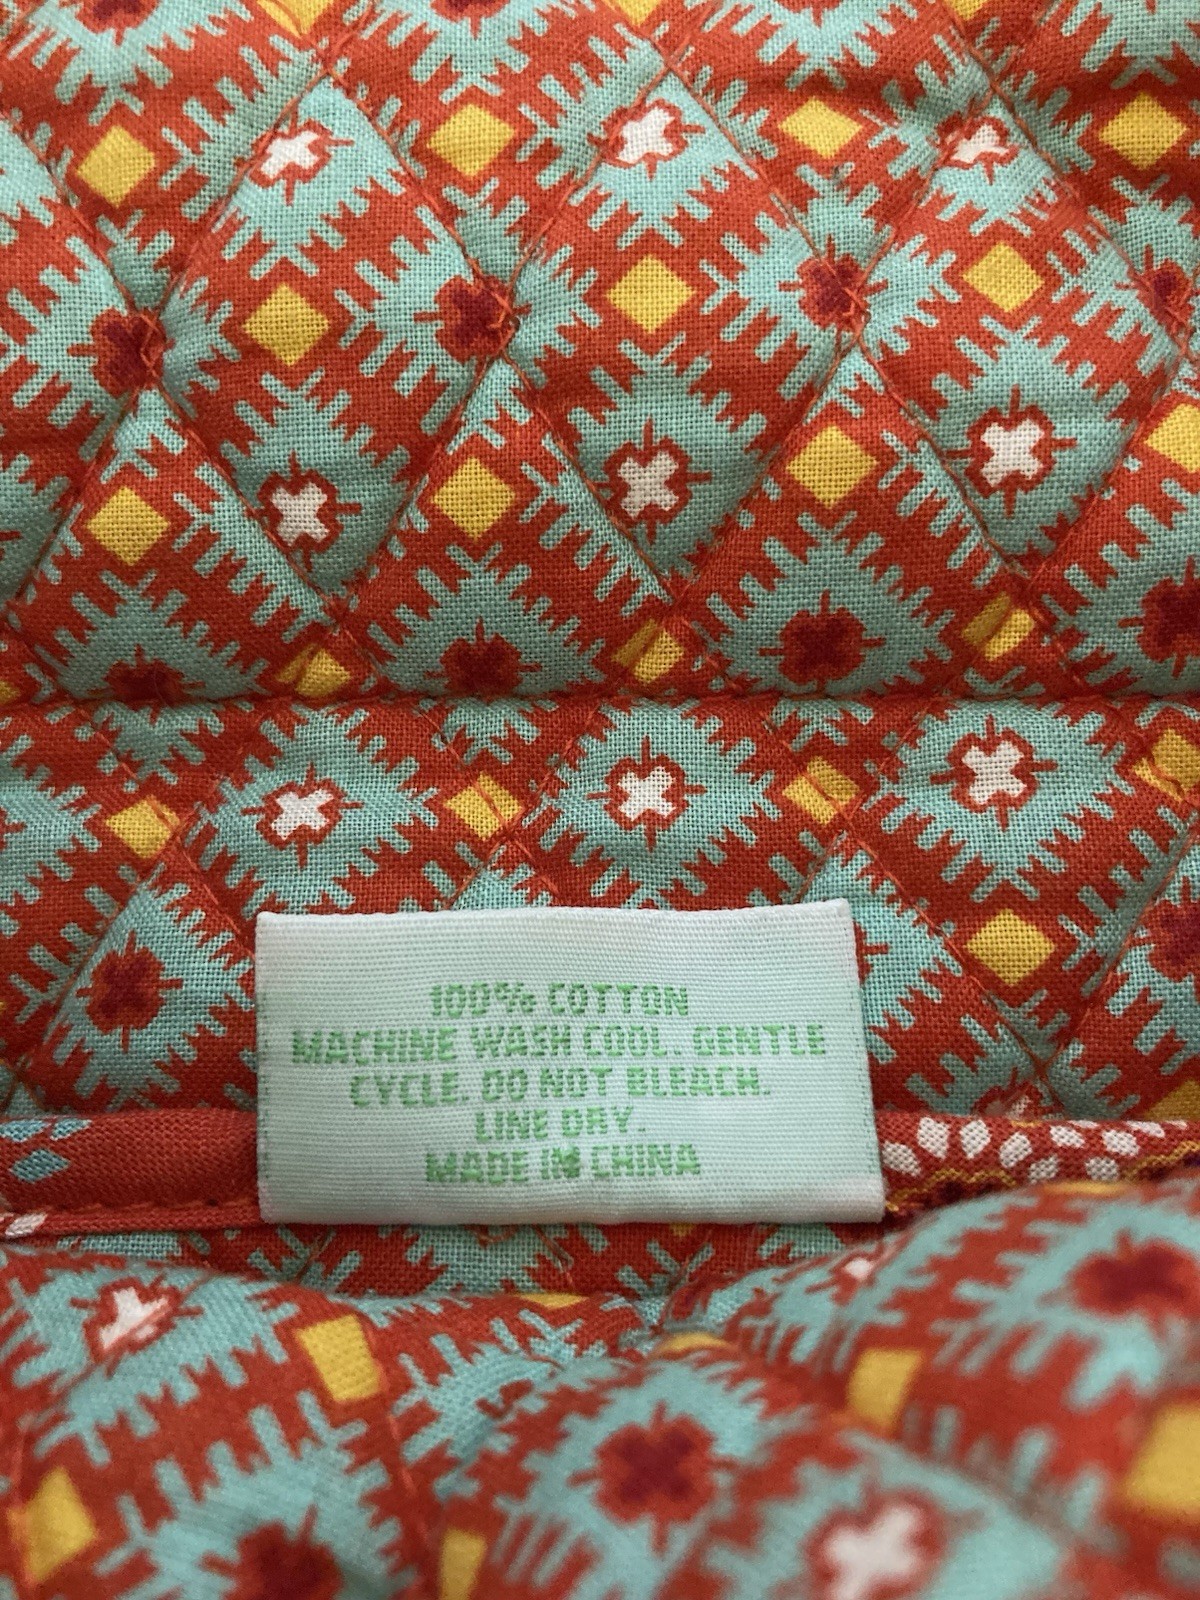 100% COTTON
MACHINE WASH COOL. GENTLE
CYCLE. DO NOT BLEACH.
LINE DRY.
MADE IN CHINA